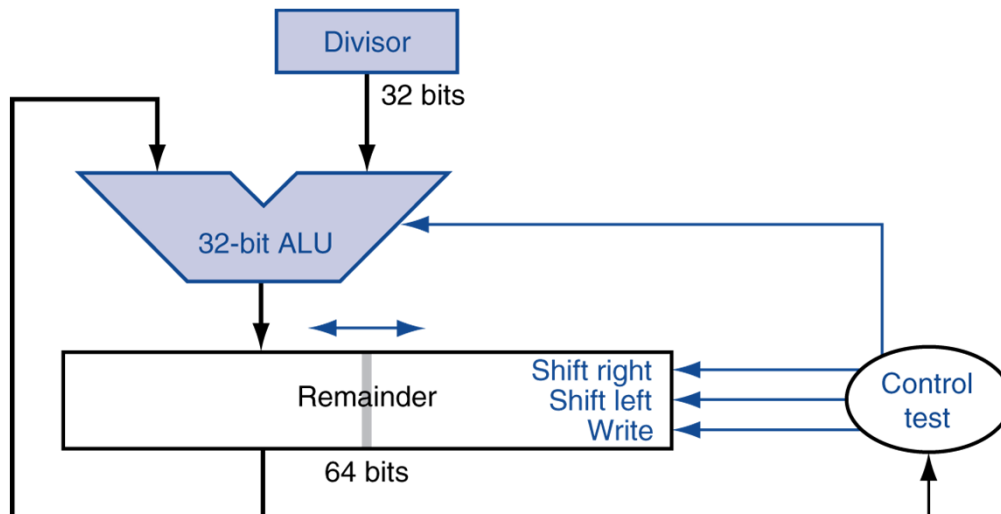 Divisor
32 bits
32-bit ALU
Remainder
Shift right
Shift left
Write
64 bits
Control
test